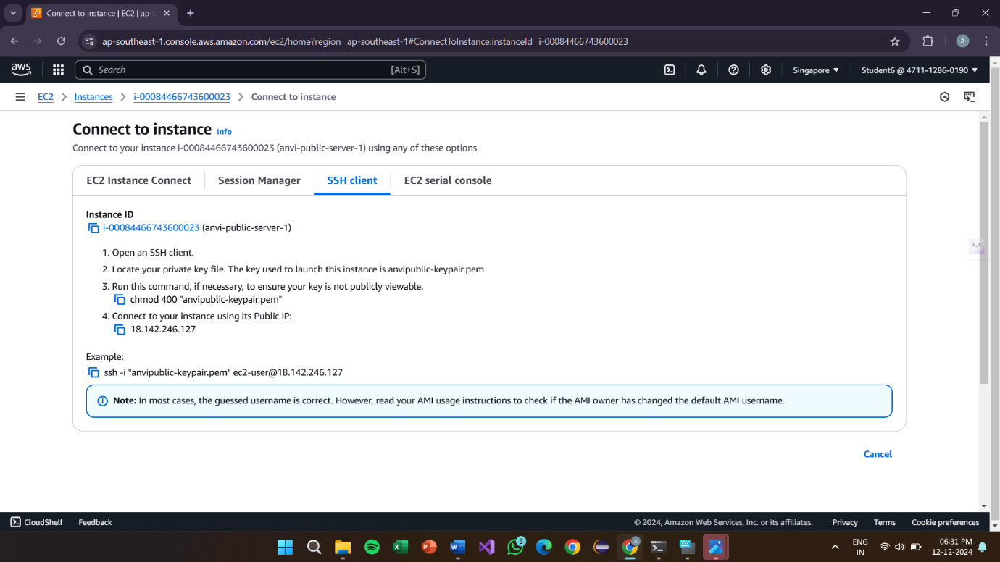 Connect to instance | EC2 | ap-s
ap-southeast-1.console.aws.amazon.com/ec2/home?region=ap-southeast-1#ConnectToInstance:instanceId=i-00084466743600023
A
aws
Search
[Alt+S]
Singapore
Student6 @ 4711-1286-0190
EC2
Instances
i-00084466743600023
Connect to instance
Connect to instance Info
Connect to your instance i-00084466743600023 (anvi-public-server-1) using any of these options
EC2 Instance Connect
Session Manager
SSH client
EC2 serial console
Instance ID
i-00084466743600023 (anvi-public-server-1)
1. Open an SSH client.
2. Locate your private key file. The key used to launch this instance is anvipublic-keypair.pem
3. Run this command, if necessary, to ensure your key is not publicly viewable.
chmod 400 "anvipublic-keypair.pem"
4. Connect to your instance using its Public IP:
18.142.246.127
Example:
ssh -i "anvipublic-keypair.pem" ec2-user@18.142.246.127
Note: In most cases, the guessed username is correct. However, read your AMI usage instructions to check if the AMI owner has changed the default AMI username.
Cancel
CloudShell
Feedback
© 2024, Amazon Web Services, Inc. or its affiliates.
Privacy
Terms
Cookie preferences
3
A
ENG
IN
06:31 PM
12-12-2024